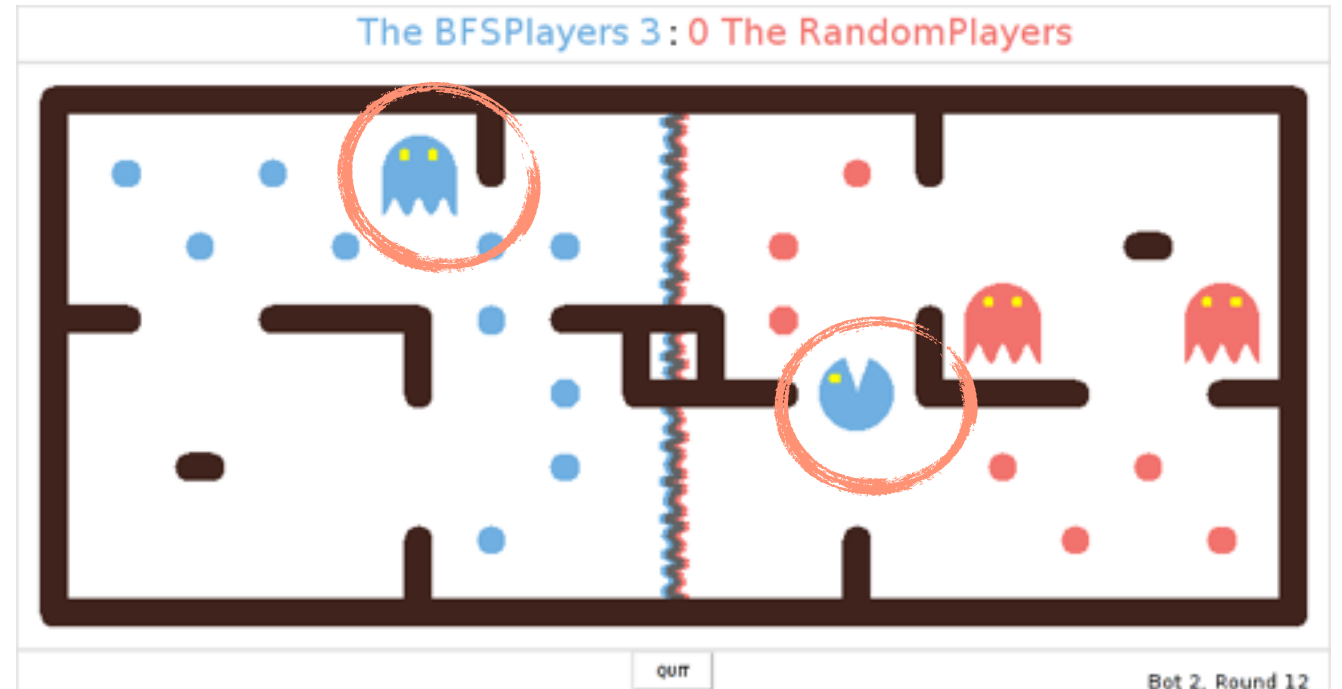 The BFSPlayers 3 : 0 The RandomPlayers
QUIT
Bot 2, Round 12